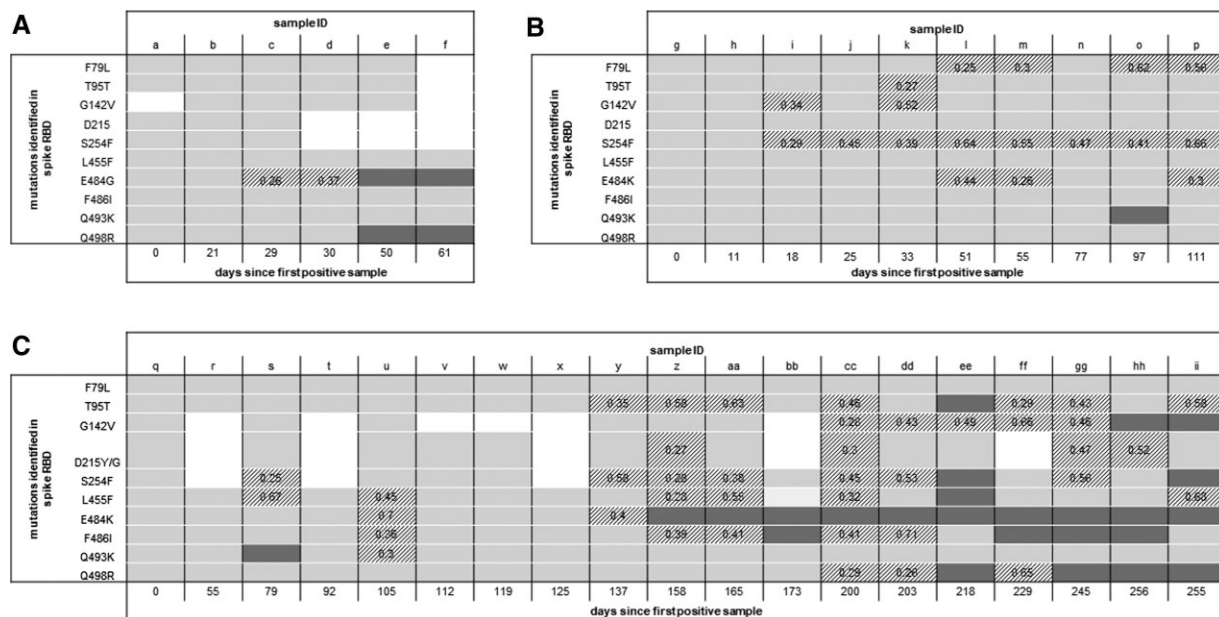 A
sample ID
a b c d e f
mutations identified in spike RBD
F79L
T95T
G142V
D215
S254F
L455F
E484G 0.26 0.37
F486I
Q493K
Q498R
0 21 29 30 50 61
days since first positive sample
B
sample ID
g h i j k l m n o p
mutations identified in spike RBD
F79L 0.25 0.3 0.62 0.56
T95T 0.27
G142V 0.34 0.52
D215
S254F 0.29 0.45 0.39 0.64 0.55 0.47 0.41 0.66
L455F
E484K 0.44 0.26 0.3
F486I
Q493K
Q498R
0 11 18 25 33 51 55 77 97 111
days since first positive sample
C
sample ID
q r s t u v w x y z aa bb cc dd ee ff gg hh ii
mutations identified in spike RBD
F79L
T95T 0.35 0.58 0.63 0.46 0.29 0.43 0.58
G142V 0.26 0.43 0.49 0.66 0.46
D215Y/G 0.27 0.3 0.47 0.52
S254F 0.25 0.58 0.28 0.38 0.45 0.53 0.56
L455F 0.67 0.45 0.55 0.32
E484K 0.7 0.4
F486I 0.36 0.39 0.41 0.41 0.71
Q493K 0.3
Q498R 0.29 0.26 0.65
0 55 79 92 105 112 119 125 137 158 165 173 200 203 218 229 245 256 255
days since first positive sample